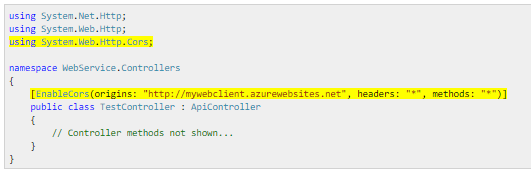 using System.Net.Http;
using System.Web.Http;
using System.Web.Http.Cors;
namespace WebService.Controllers
{
[EnableCors(origins: "http://mywebclient.azurewebsites.net", headers: "*", methods: "*")]
public class TestController : ApiController
{
// Controller methods not shown...
}
}